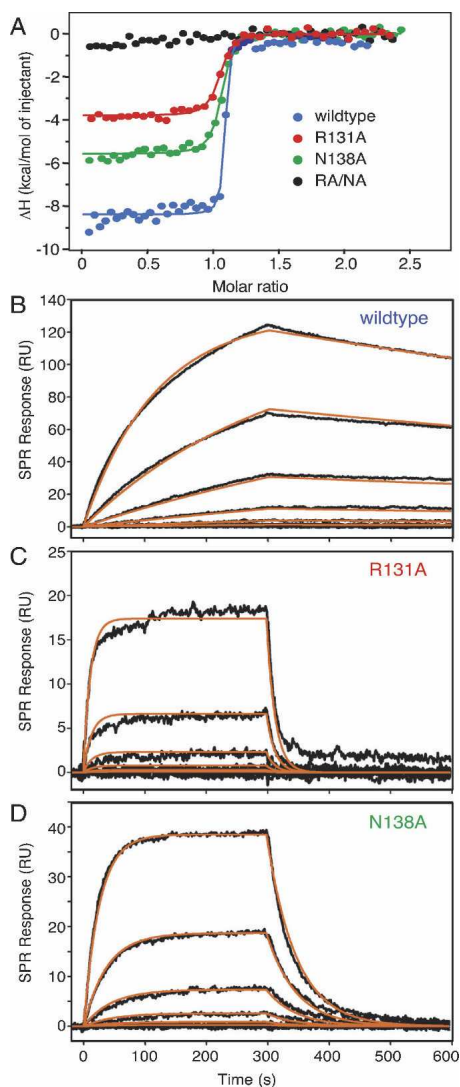 A
ΔH (kcal/mol of injectant)
0
-2
-4
-6
-8
-10
wildtype
R131A
N138A
RA/NA
0 0.5 1.0 1.5 2.0 2.5
Molar ratio
B
wildtype
SPR Response (RU)
140
120
100
80
60
40
20
0
C
R131A
SPR Response (RU)
25
20
15
10
5
0
D
N138A
SPR Response (RU)
40
30
20
10
0
0 100 200 300 400 500 600
Time (s)